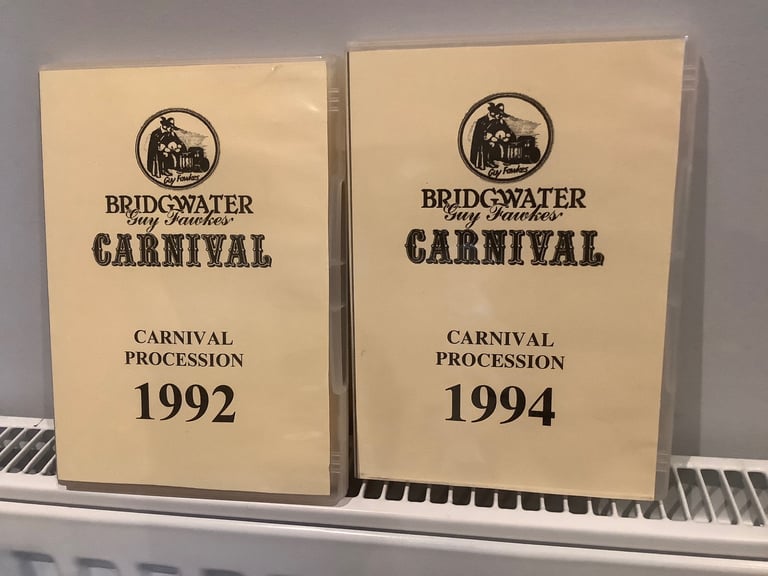 Guy Fawkes
BRIDGWATER
Guy Fawkes
CARNIVAL
CARNIVAL
PROCESSION
1992
Guy Fawkes
BRIDGWATER
Guy Fawkes
CARNIVAL
CARNIVAL
PROCESSION
1994